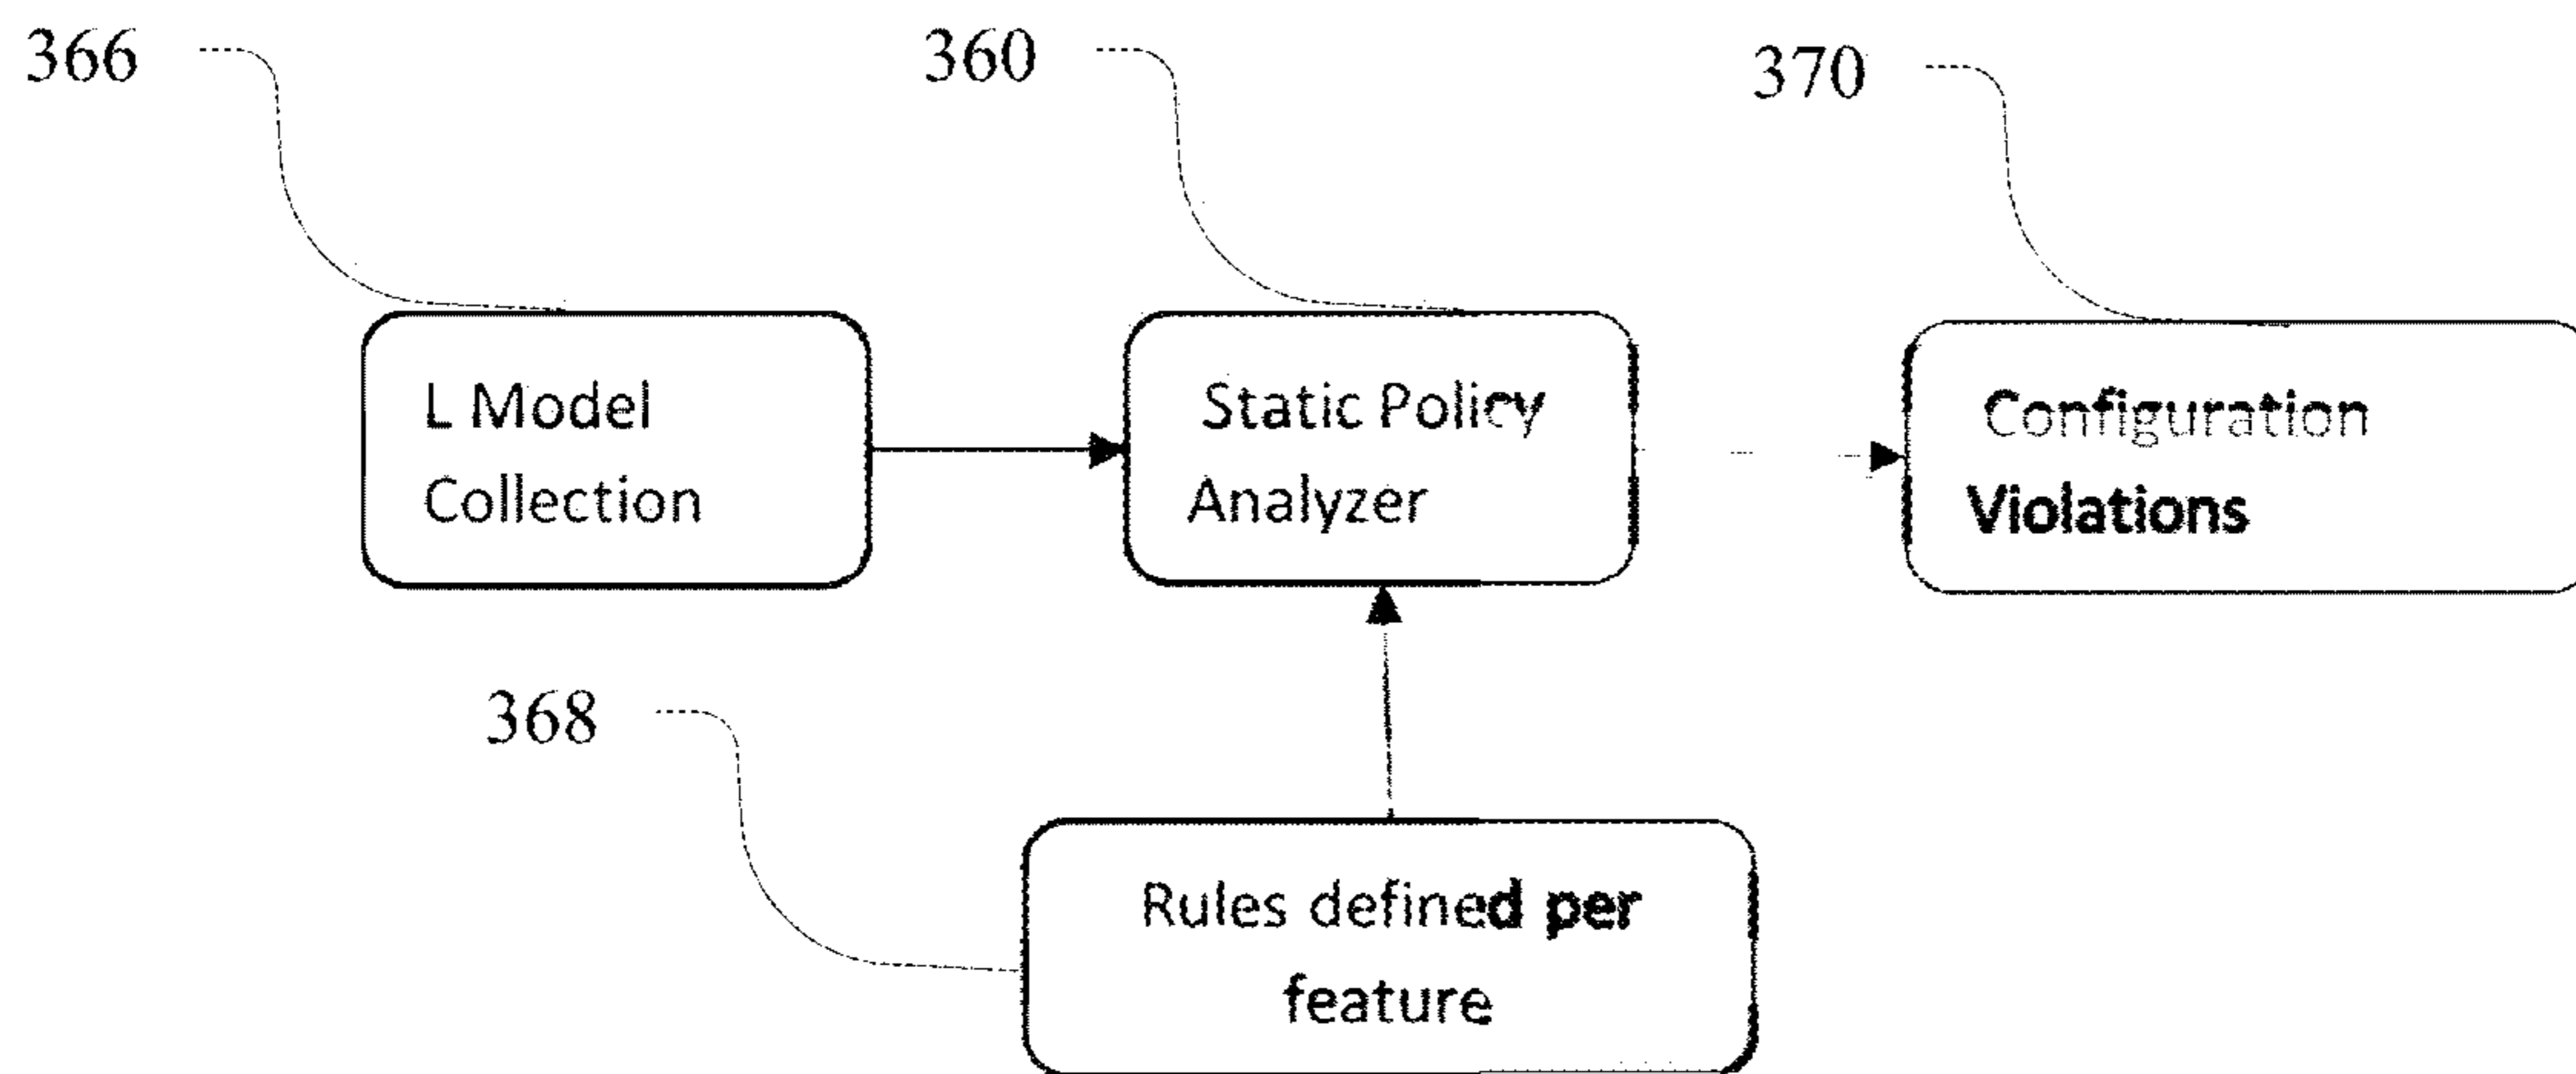 366
360
370
L Model
Collection
Static Policy
Analyzer
Configuration
Violations
368
Rules defined per
feature